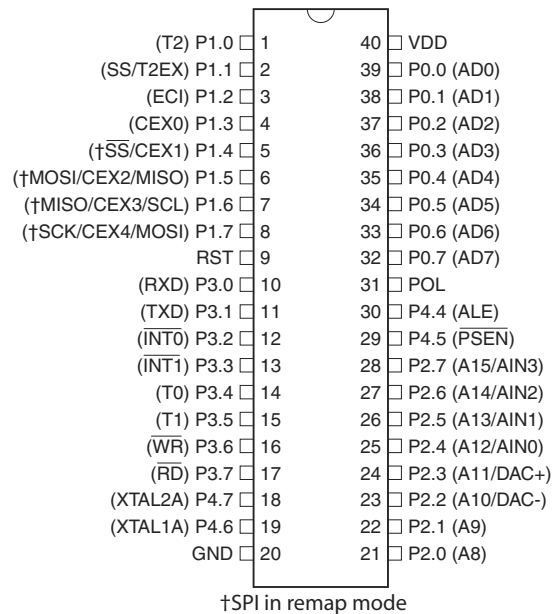 (T2) P1.0 1 40 VDD
(SS/T2EX) P1.1 2 39 P0.0 (AD0)
(ECI) P1.2 3 38 P0.1 (AD1)
(CEX0) P1.3 4 37 P0.2 (AD2)
(†S̅S̅/CEX1) P1.4 5 36 P0.3 (AD3)
(†MOSI/CEX2/MISO) P1.5 6 35 P0.4 (AD4)
(†MISO/CEX3/SCL) P1.6 7 34 P0.5 (AD5)
(†SCK/CEX4/MOSI) P1.7 8 33 P0.6 (AD6)
RST 9 32 P0.7 (AD7)
(RXD) P3.0 10 31 POL
(TXD) P3.1 11 30 P4.4 (ALE)
(I̅N̅T̅0̅) P3.2 12 29 P4.5 (P̅S̅E̅N̅)
(I̅N̅T̅1̅) P3.3 13 28 P2.7 (A15/AIN3)
(T0) P3.4 14 27 P2.6 (A14/AIN2)
(T1) P3.5 15 26 P2.5 (A13/AIN1)
(W̅R̅) P3.6 16 25 P2.4 (A12/AIN0)
(R̅D̅) P3.7 17 24 P2.3 (A11/DAC+)
(XTAL2A) P4.7 18 23 P2.2 (A10/DAC-)
(XTAL1A) P4.6 19 22 P2.1 (A9)
GND 20 21 P2.0 (A8)
†SPI in remap mode